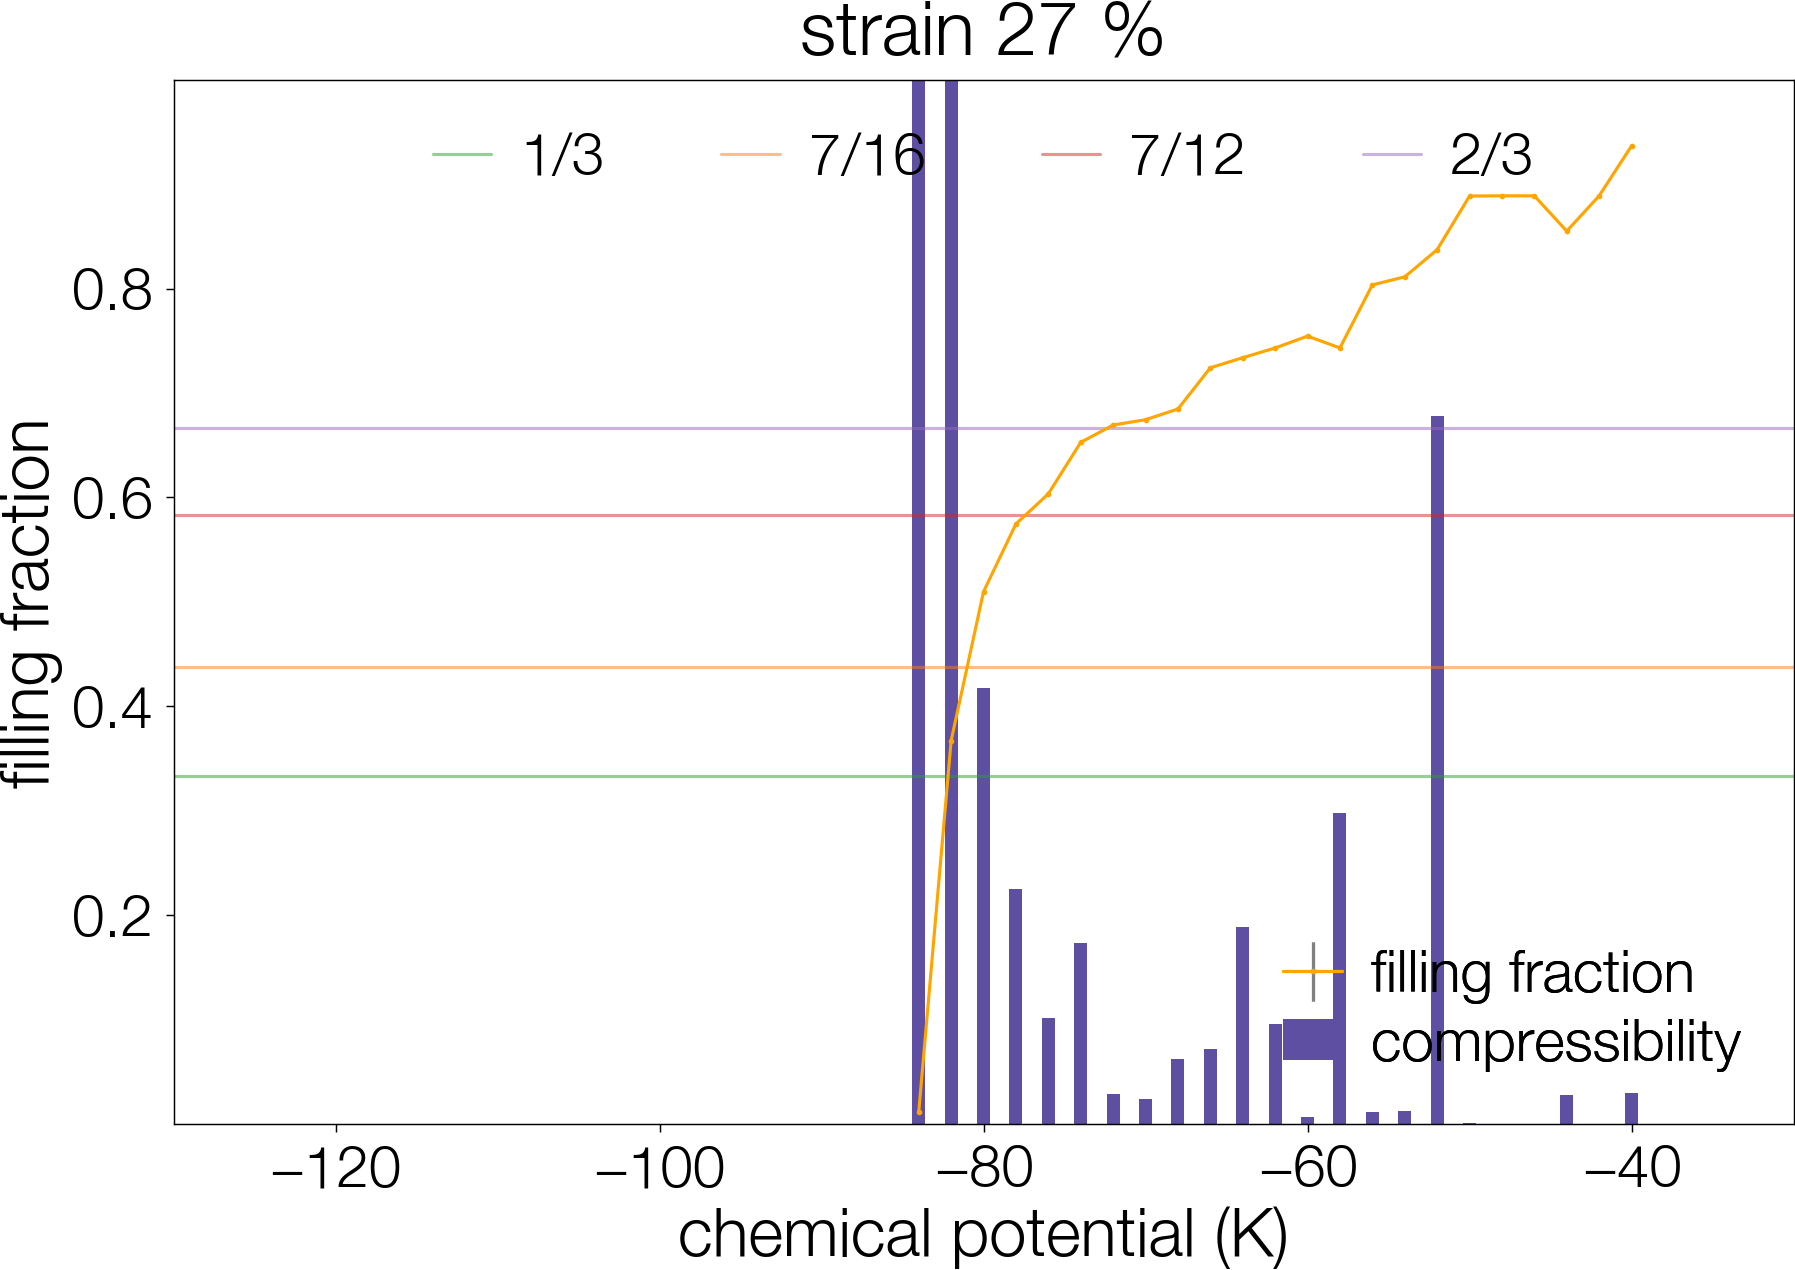 strain 27 %
1/3 7/16 7/12 2/3
0.8
0.6
0.4
0.2
filling fraction
filling fraction
compressibility
−120 −100 −80 −60 −40
chemical potential (K)